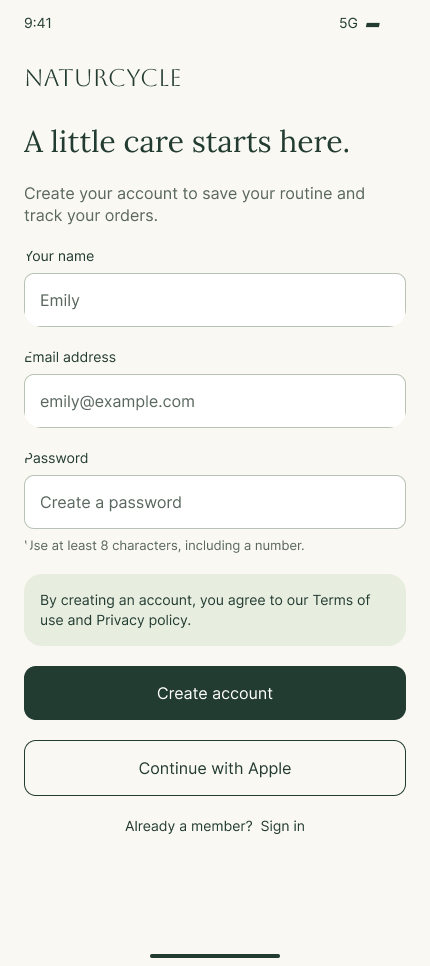 9:41
5G
NATURCYCLE
A little care starts here.
Create your account to save your routine and
track your orders.
Your name
Emily
Email address
emily@example.com
Password
Create a password
Use at least 8 characters, including a number.
By creating an account, you agree to our Terms of
use and Privacy policy.
Create account
Continue with Apple
Already a member? Sign in